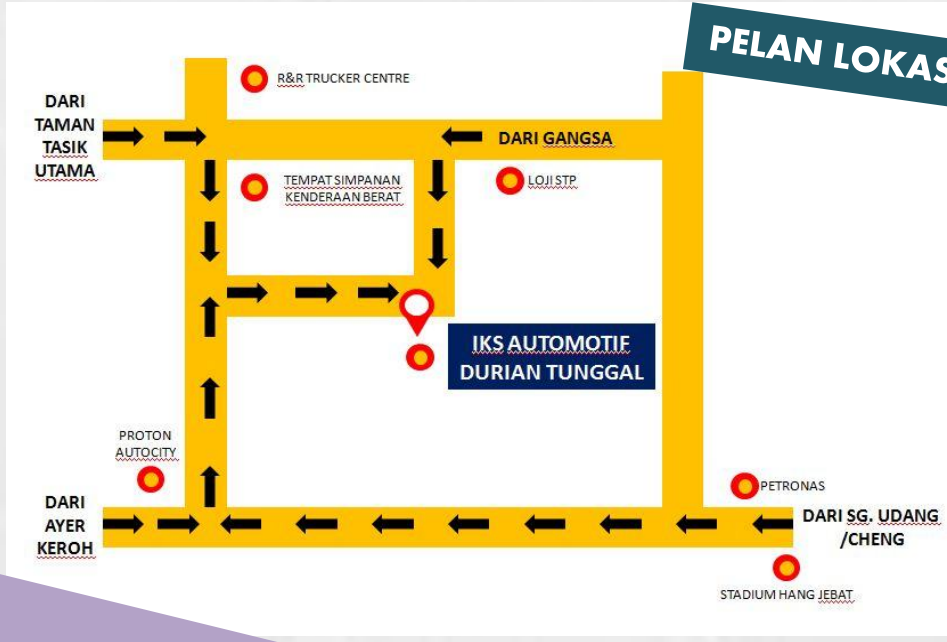 PELAN LOKAS
R&R TRUCKER CENTRE
DARI
TAMAN
TASIK
UTAMA
DARI GANGSA
TEMPAT SIMPANAN
KENDERAAN BERAT
LOJI STP
IKS AUTOMOTIF
DURIAN TUNGGAL
PROTON
AUTOCITY
PETRONAS
DARI
AYER
KEROH
DARI SG. UDANG
/CHENG
STADIUM HANG JEBAT